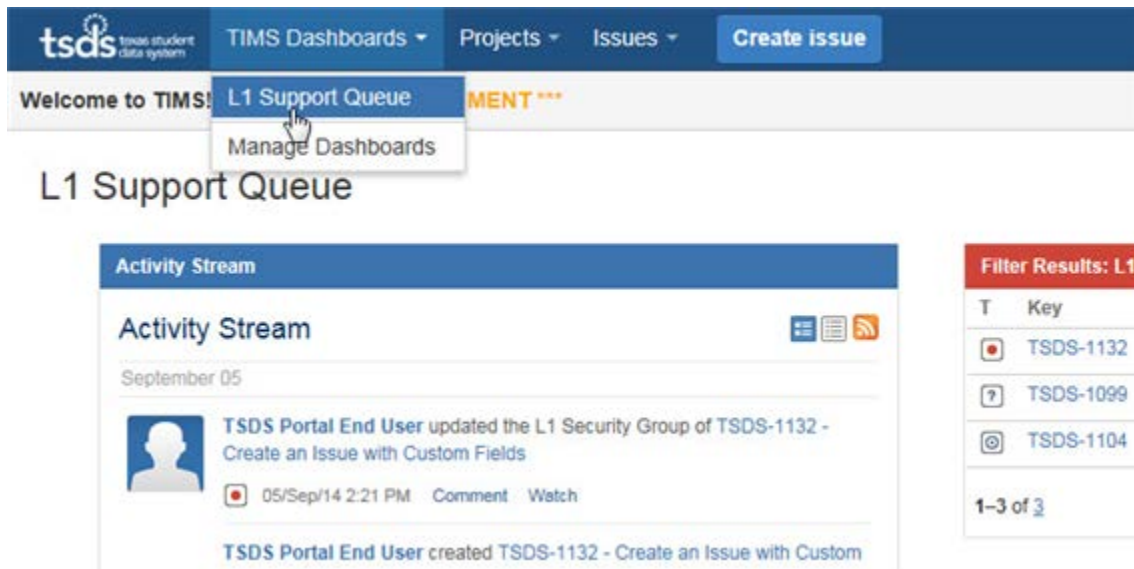 tsds texas student data system TIMS Dashboards Projects Issues Create issue
Welcome to TIMS! L1 Support Queue MENT ***
Manage Dashboards
L1 Support Queue
Activity Stream
Activity Stream
September 05
TSDS Portal End User updated the L1 Security Group of TSDS-1132 -
Create an Issue with Custom Fields
05/Sep/14 2:21 PM Comment Watch
TSDS Portal End User created TSDS-1132 - Create an Issue with Custom
Filter Results: L1
T Key
TSDS-1132
? TSDS-1099
TSDS-1104
1–3 of 3